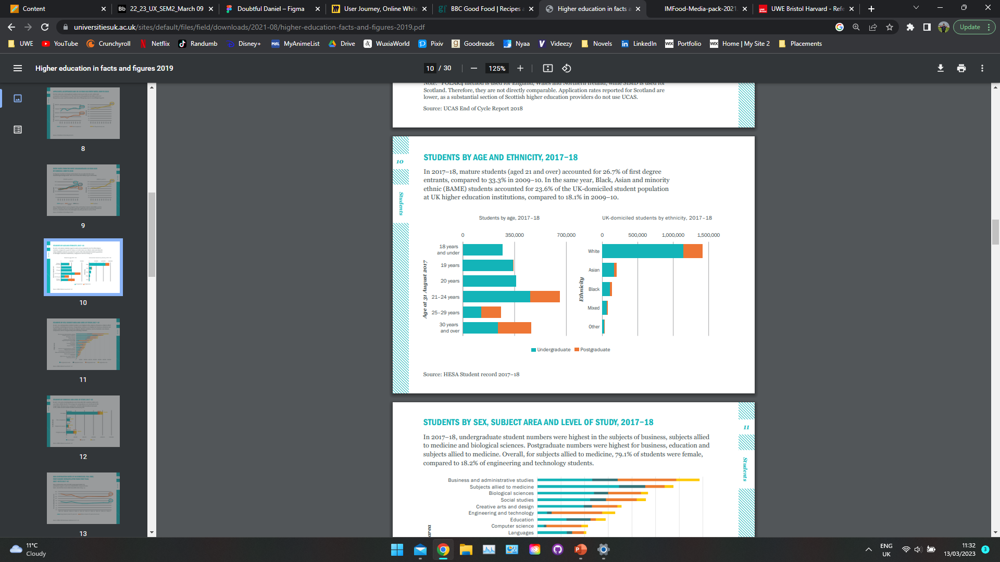 Content
22_23_UX_SEM2_March 09
Doubtful Daniel – Figma
User Journey, Online White
BBC Good Food | Recipes a
Higher education in facts a
IMFood-Media-pack-2021.
UWE Bristol Harvard - Refe
universitiesuk.ac.uk/sites/default/files/field/downloads/2021-08/higher-education-facts-and-figures-2019.pdf
Update
UWE
YouTube
Crunchyroll
Netflix
Randumb
Disney+
MyAnimeList
Drive
WuxiaWorld
Pixiv
Goodreads
Nyaa
Videezy
Novels
LinkedIn
Portfolio
Home | My Site 2
Placements
Higher education in facts and figures 2019
10 / 30
125%
8
9
10
11
12
13
Note: POLAR4 method is used for England, Wales and Northern Ireland, while SIMD is used for
Scotland. Therefore, they are not directly comparable. Application rates reported for Scotland are
lower, as a substantial section of Scottish higher education providers do not use UCAS.
Source: UCAS End of Cycle Report 2018
10
Students
STUDENTS BY AGE AND ETHNICITY, 2017–18
In 2017–18, mature students (aged 21 and over) accounted for 26.7% of first degree
entrants, compared to 33.3% in 2009–10. In the same year, Black, Asian and minority
ethnic (BAME) students accounted for 23.6% of the UK-domiciled student population
at UK higher education institutions, compared to 18.1% in 2009–10.
Students by age, 2017–18
0 350,000 700,000
Age at 31 August 2017
18 years
and under
19 years
20 years
21–24 years
25–29 years
30 years
and over
UK-domiciled students by ethnicity, 2017–18
0 500,000 1,000,000 1,500,000
Ethnicity
White
Asian
Black
Mixed
Other
Undergraduate Postgraduate
Source: HESA Student record 2017–18
STUDENTS BY SEX, SUBJECT AREA AND LEVEL OF STUDY, 2017–18
11
Students
In 2017–18, undergraduate student numbers were highest in the subjects of business, subjects allied
to medicine and biological sciences. Postgraduate numbers were highest for business, education and
subjects allied to medicine. Overall, for subjects allied to medicine, 79.1% of students were female,
compared to 18.2% of engineering and technology students.
Business and administrative studies
Subjects allied to medicine
Biological sciences
Social studies
Creative arts and design
Engineering and technology
Education
Computer science
Languages
area
11°C
Cloudy
ENG
UK
11:32
13/03/2023
3